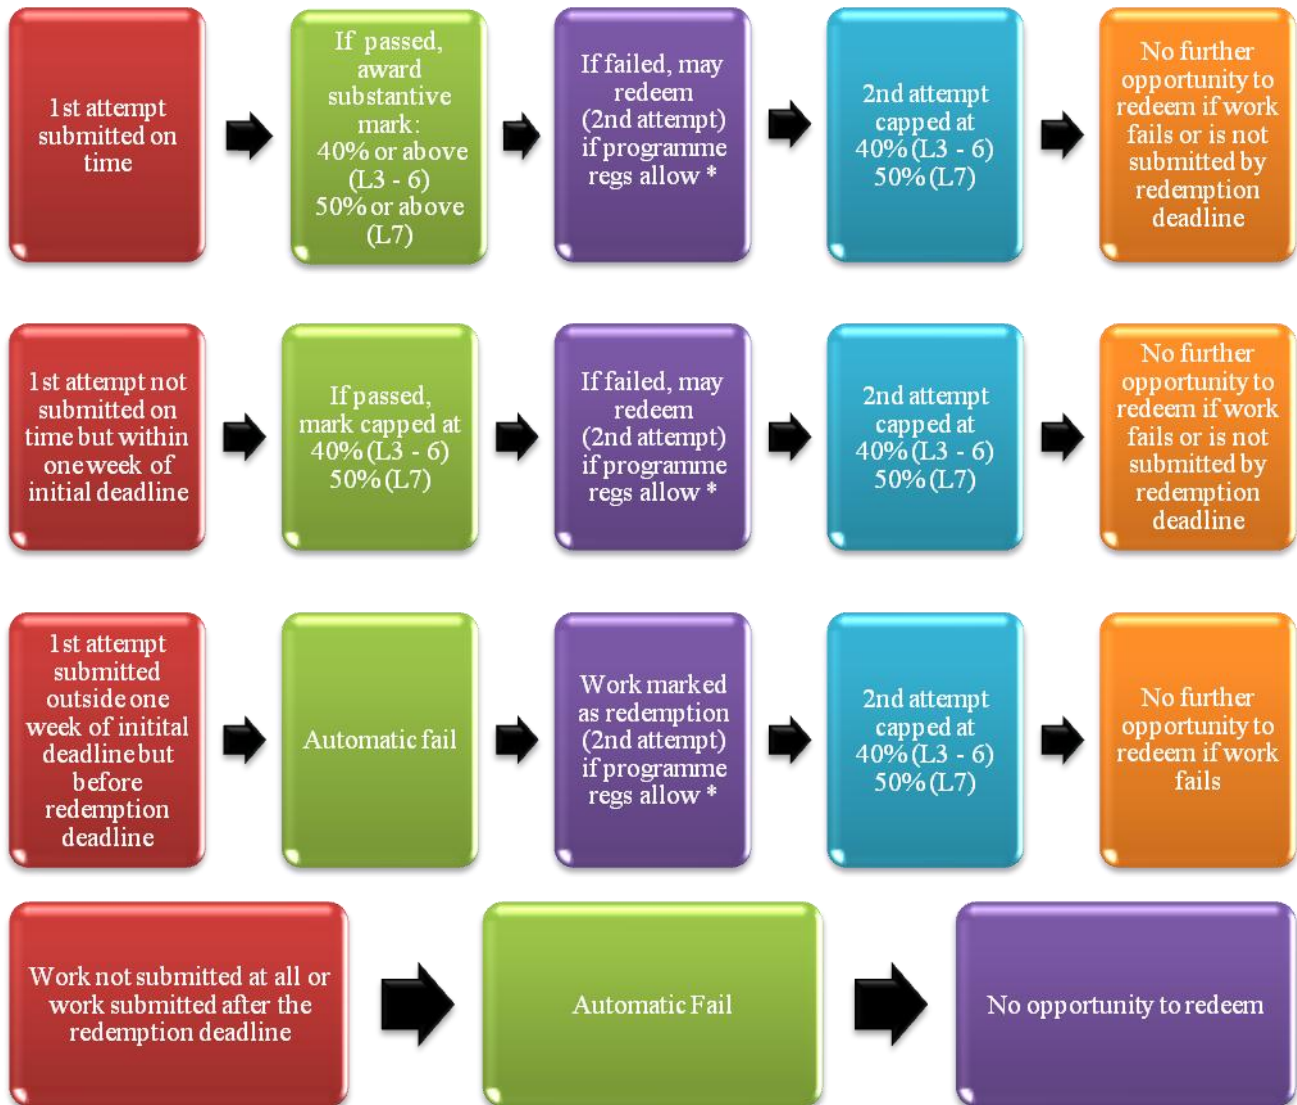 1st attempt
submitted on
time
If passed,
award
substantive
mark:
40% or above
(L3 - 6)
50% or above
(L7)
If failed, may
redeem
(2nd attempt)
if programme
regs allow *
2nd attempt
capped at
40% (L3 - 6)
50% (L7)
No further
opportunity to
redeem if work
fails or is not
submitted by
redemption
deadline
1st attempt not
submitted on
time but within
one week of
initial deadline
If passed,
mark capped at
40% (L3 - 6)
50% (L7)
If failed, may
redeem
(2nd attempt)
if programme
regs allow *
2nd attempt
capped at
40% (L3 - 6)
50% (L7)
No further
opportunity to
redeem if work
fails or is not
submitted by
redemption
deadline
1st attempt
submitted
outside one
week of initital
deadline but
before
redemption
deadline
Automatic fail
Work marked
as redemption
(2nd attempt)
if programme
regs allow *
2nd attempt
capped at
40% (L3 - 6)
50% (L7)
No further
opportunity to
redeem if work
fails
Work not submitted at all or
work submitted after the
redemption deadline
Automatic Fail
No opportunity to redeem